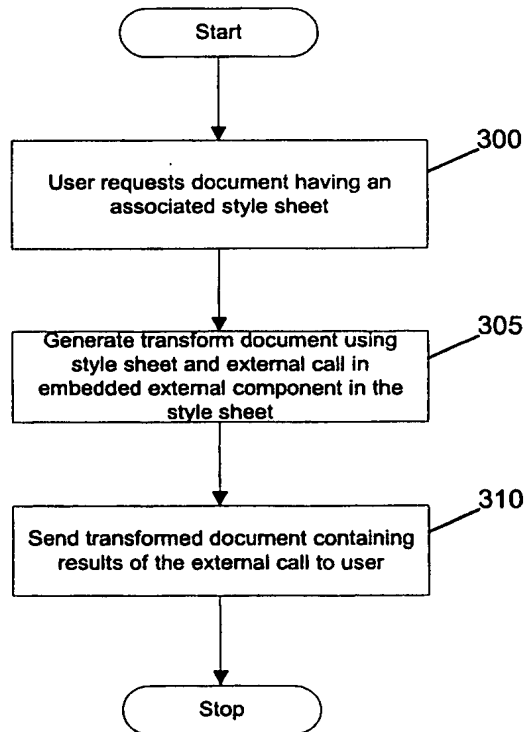 Start
300
User requests document having an
associated style sheet
305
Generate transform document using
style sheet and external call in
embedded external component in the
style sheet
310
Send transformed document containing
results of the external call to user
Stop